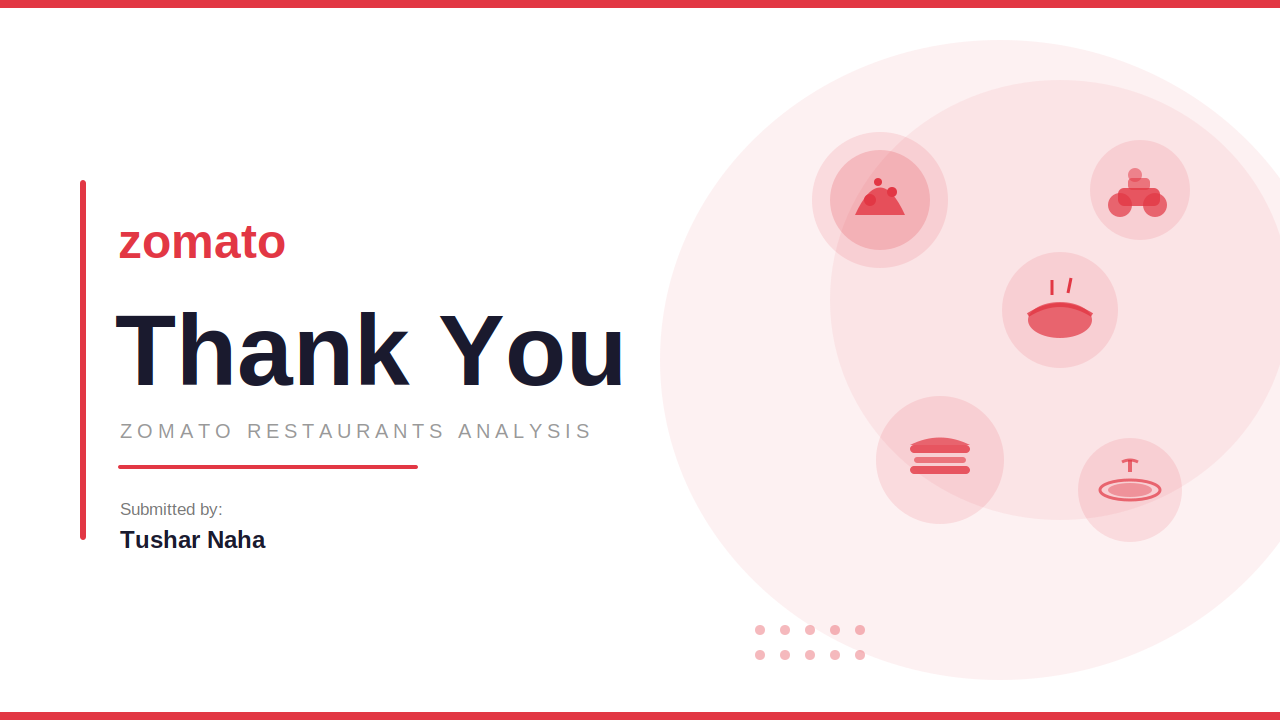 zomato
Thank You
ZOMATO RESTAURANTS ANALYSIS
Submitted by:
Tushar Naha